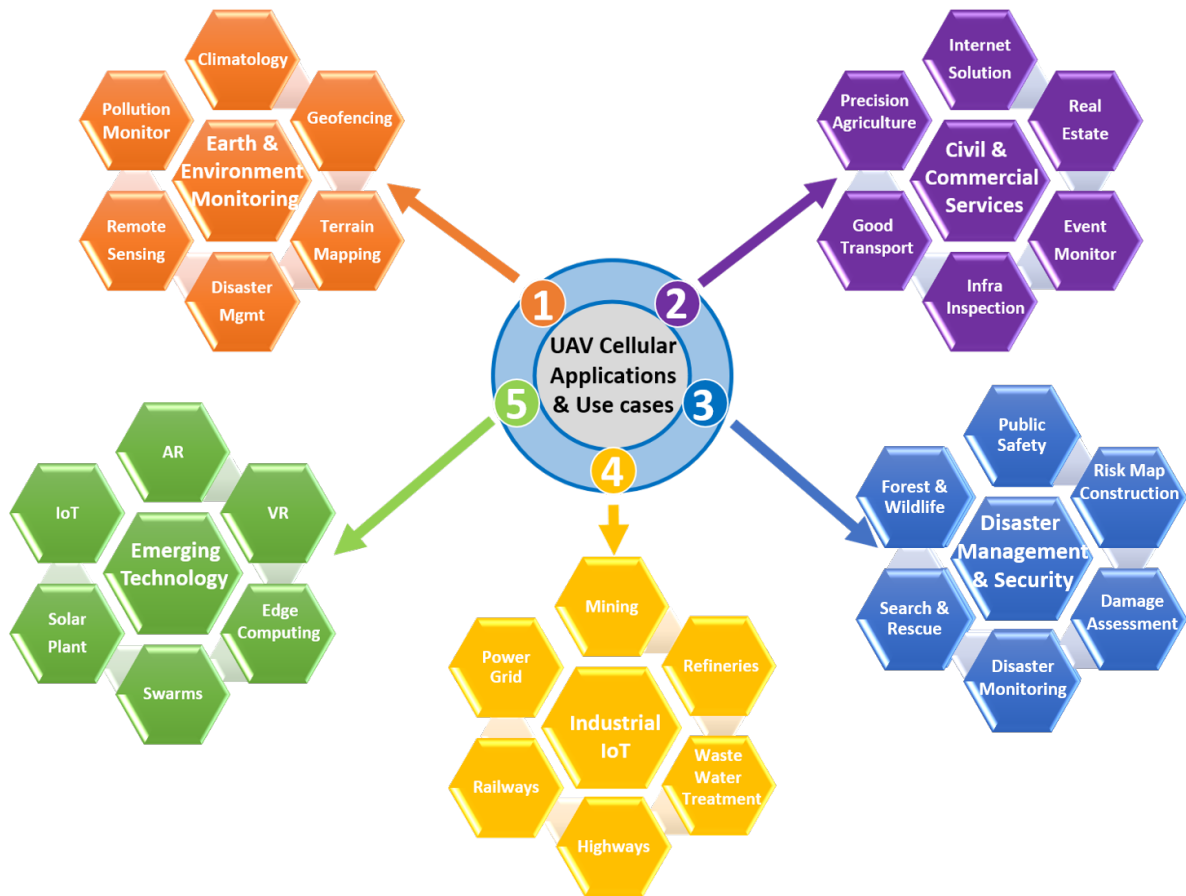 Climatology
Pollution
Monitor
Geofencing
Earth &
Environment
Monitoring
Remote
Sensing
Terrain
Mapping
Disaster
Mgmt
Internet
Solution
Precision
Agriculture
Real
Estate
Civil &
Commercial
Services
Good
Transport
Event
Monitor
Infra
Inspection
1
2
3
4
5
UAV Cellular
Applications
& Use cases
Public
Safety
Forest &
Wildlife
Risk Map
Construction
Disaster
Management
& Security
Search &
Rescue
Damage
Assessment
Disaster
Monitoring
Mining
Power
Grid
Refineries
Industrial
IoT
Railways
Waste
Water
Treatment
Highways
AR
IoT
VR
Emerging
Technology
Solar
Plant
Edge
Computing
Swarms